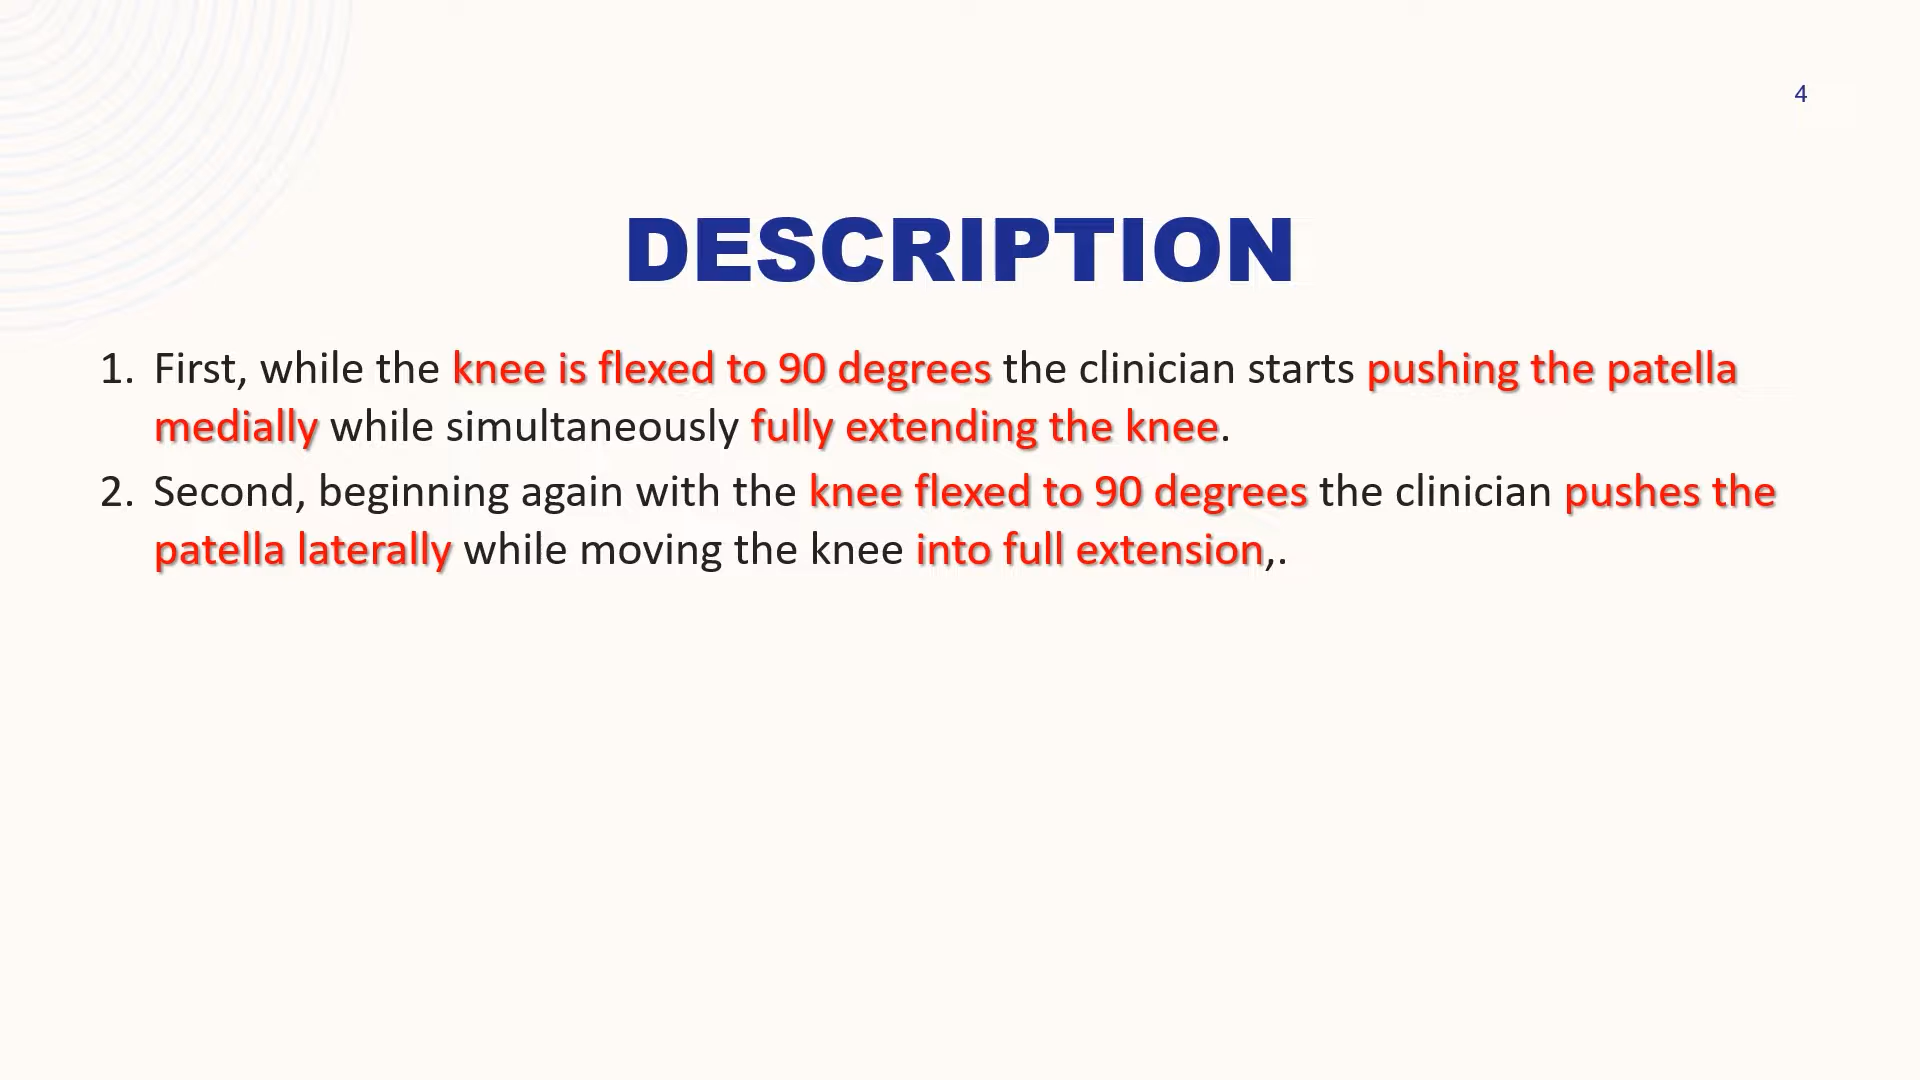 4
DESCRIPTION
1. First, while the knee is flexed to 90 degrees the clinician starts pushing the patella
medially while simultaneously fully extending the knee.
2. Second, beginning again with the knee flexed to 90 degrees the clinician pushes the
patella laterally while moving the knee into full extension,.